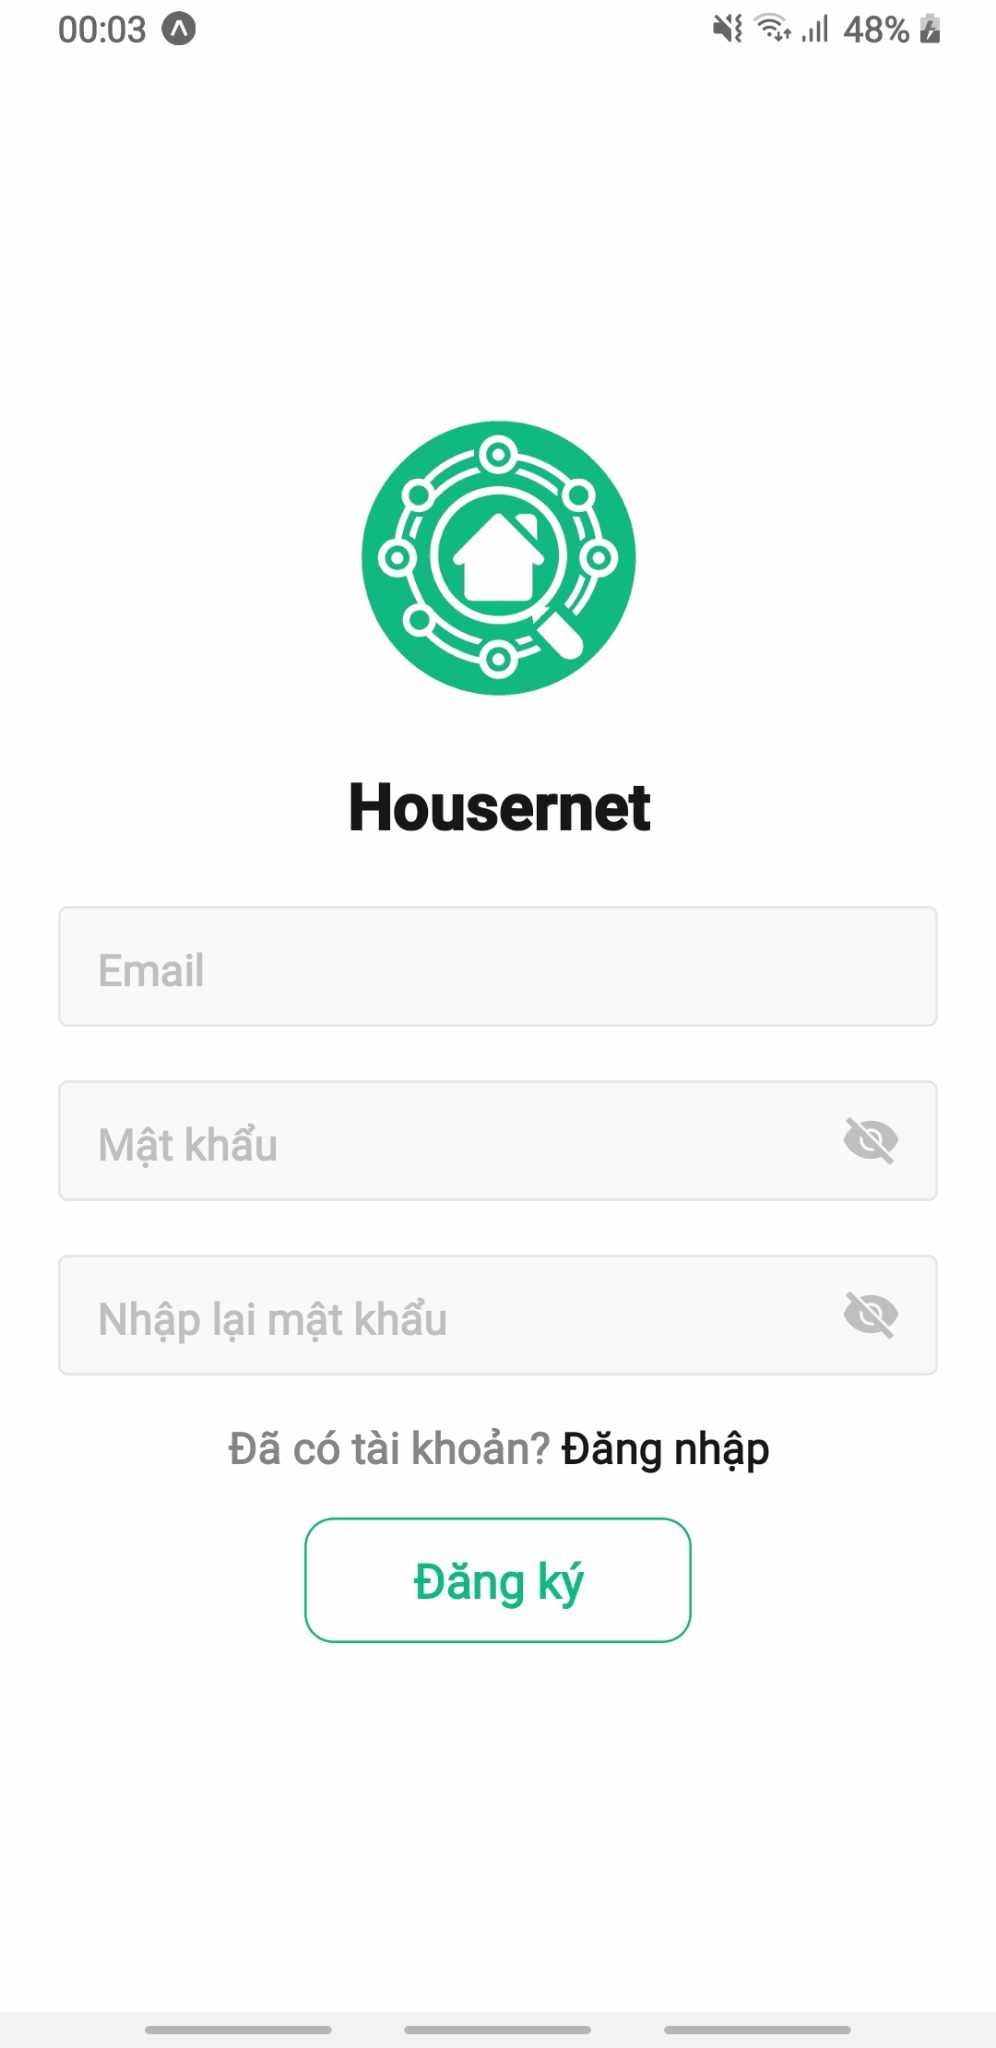 00:03
48%
Housernet
Email
Mật khẩu
Nhập lại mật khẩu
Đã có tài khoản? Đăng nhập
Đăng ký